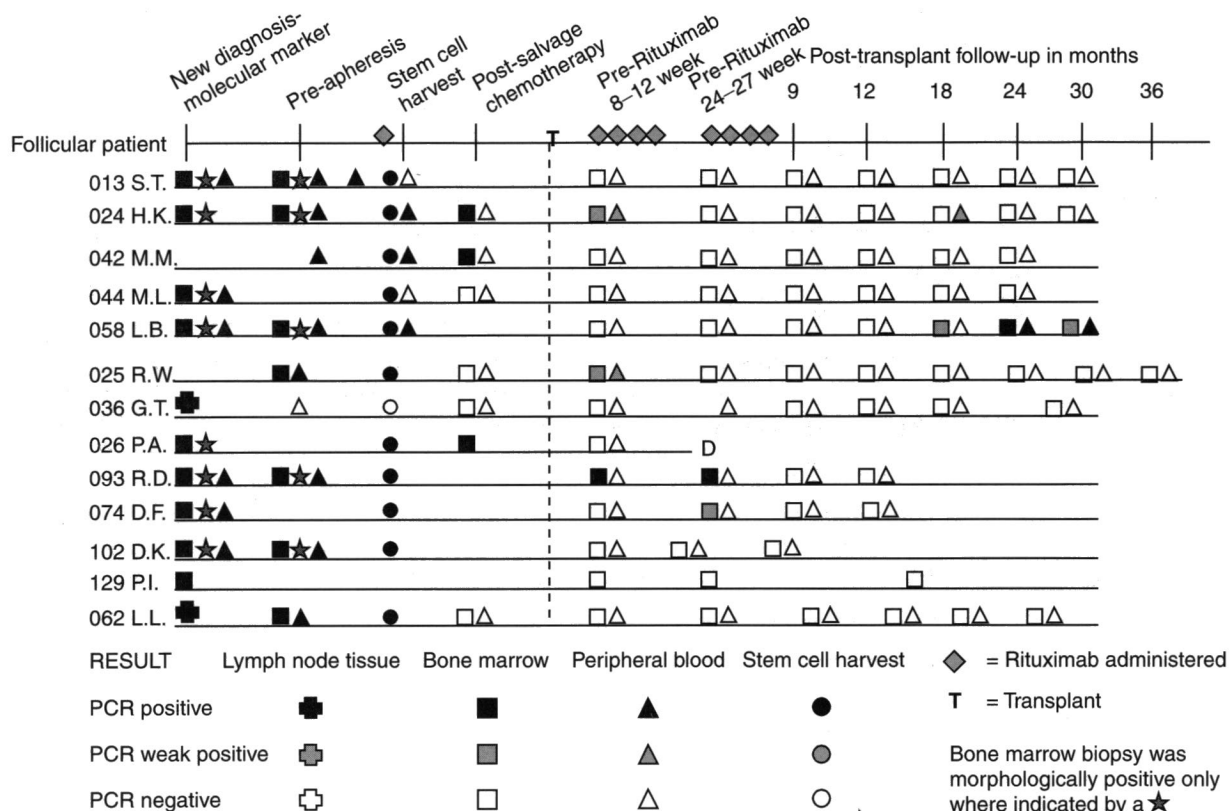 New diagnosis-
molecular marker
Pre-apheresis
Stem cell
harvest
Post-salvage
chemotherapy
Pre-Rituximab
8–12 week
Pre-Rituximab
24–27 week
Post-transplant follow-up in months
9 12 18 24 30 36
Follicular patient
T
013 S.T.
024 H.K.
042 M.M.
044 M.L.
058 L.B.
025 R.W.
036 G.T.
026 P.A.
D
093 R.D.
074 D.F.
102 D.K.
129 P.I.
062 L.L.
RESULT Lymph node tissue Bone marrow Peripheral blood Stem cell harvest = Rituximab administered
PCR positive T = Transplant
PCR weak positive
PCR negative
Bone marrow biopsy was
morphologically positive only
where indicated by a